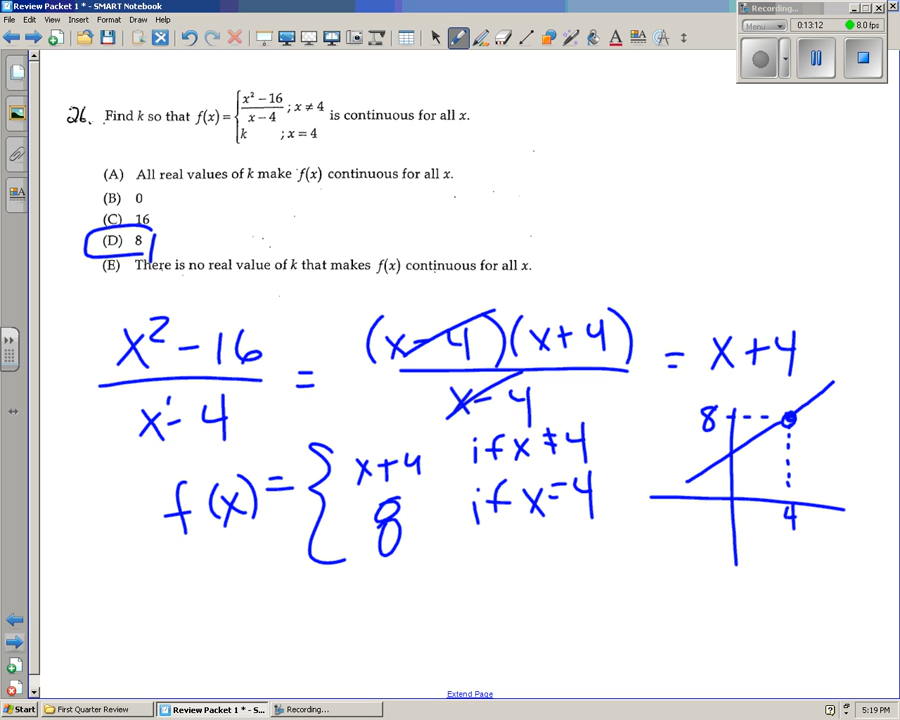 Review Packet 1 * - SMART Notebook
Recording...
File Edit View Insert Format Draw Help
Menu
0:13:12
8.0 fps
26. Find k so that f(x) = { x² − 16 / x − 4 ; x ≠ 4
k ; x = 4
is continuous for all x.
(A) All real values of k make f(x) continuous for all x.
(B) 0
(C) 16
(D) 8
(E) There is no real value of k that makes f(x) continuous for all x.
x² − 16 / x − 4 = (x − 4)(x + 4) / x − 4 = x + 4
f(x) = { x+4 if x ≠ 4
8 if x = 4
8
4
Extend Page
Start
First Quarter Review
Review Packet 1 * - S...
Recording...
5:19 PM